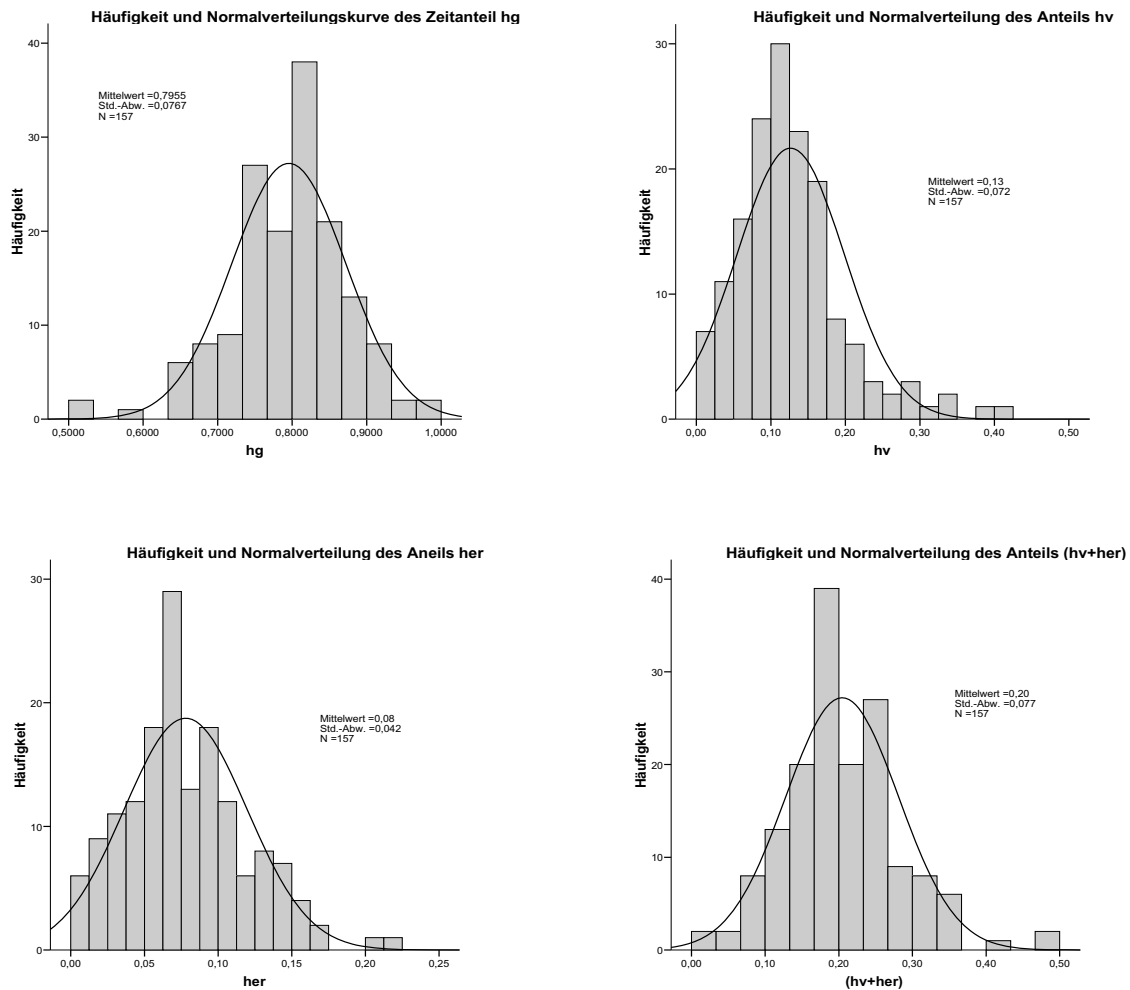 Häufigkeit und Normalverteilungskurve des Zeitanteil hg
40
30
20
10
0
Häufigkeit
Mittelwert =0,7955
Std.-Abw. =0,0767
N =157
0,5000 0,6000 0,7000 0,8000 0,9000 1,0000
hg
Häufigkeit und Normalverteilung des Anteils hv
30
20
10
0
Häufigkeit
Mittelwert =0,13
Std.-Abw. =0,072
N =157
0,00 0,10 0,20 0,30 0,40 0,50
hv
Häufigkeit und Normalverteilung des Aneils her
30
20
10
0
Häufigkeit
Mittelwert =0,08
Std.-Abw. =0,042
N =157
0,00 0,05 0,10 0,15 0,20 0,25
her
Häufigkeit und Normalverteilung des Anteils (hv+her)
40
30
20
10
0
Häufigkeit
Mittelwert =0,20
Std.-Abw. =0,077
N =157
0,00 0,10 0,20 0,30 0,40 0,50
(hv+her)